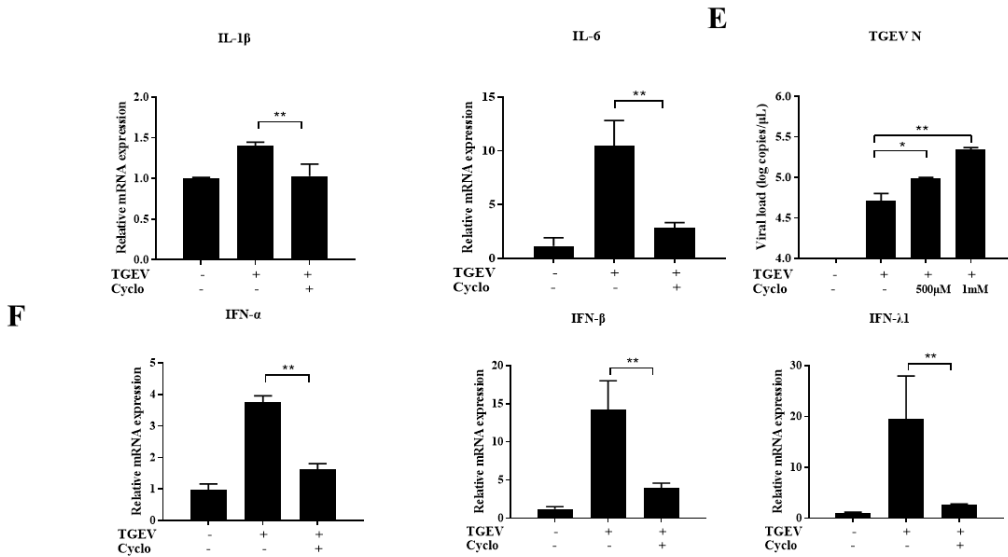 IL-1β
Relative mRNA expression
2.0
1.5
1.0
0.5
0.0
**
TGEV - + +
Cyclo - - +
IL-6
Relative mRNA expression
15
10
5
0
**
TGEV - + +
Cyclo - - +
E
TGEV N
Viral load (log copies/μL)
6.0
5.5
5.0
4.5
4.0
**
*
TGEV - + + +
Cyclo - - 500μM 1mM
F
IFN-α
Relative mRNA expression
5
4
3
2
1
0
**
TGEV - + +
Cyclo - - +
IFN-β
Relative mRNA expression
20
15
10
5
0
**
TGEV - + +
Cyclo - - +
IFN-λ1
Relative mRNA expression
30
20
10
0
**
TGEV - + +
Cyclo - - +